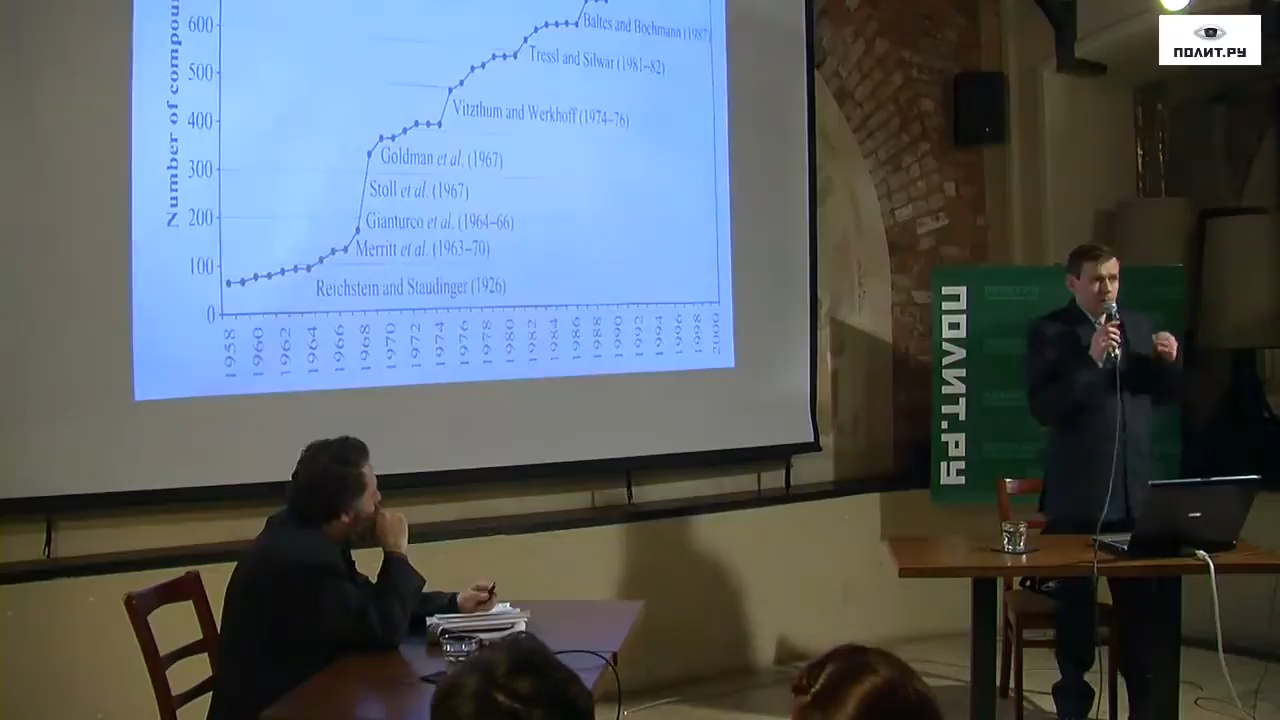 Number of compou
600
500
400
300
200
100
0
Baltes and Bochmann (1987)
Tressl and Silwar (1981–82)
Vitzthum and Werkhoff (1974–76)
Goldman et al. (1967)
Stoll et al. (1967)
Gianturco et al. (1964–66)
Merritt et al. (1963–70)
Reichstein and Staudinger (1926)
1958 1960 1962 1964 1966 1968 1970 1972 1974 1976 1978 1980 1982 1984 1986 1988 1990 1992 1994 1996 1998 2000
ПОЛИТ.РУ
ПОЛИТ.РУ